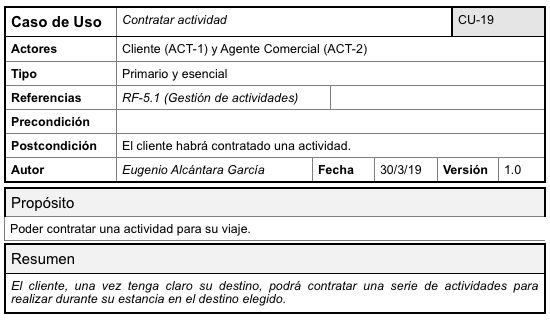 Caso de Uso Contratar actividad CU-19
Actores Cliente (ACT-1) y Agente Comercial (ACT-2)
Tipo Primario y esencial
Referencias RF-5.1 (Gestión de actividades)
Precondición
Postcondición El cliente habrá contratado una actividad.
Autor Eugenio Alcántara García Fecha 30/3/19 Versión 1.0
Propósito
Poder contratar una actividad para su viaje.
Resumen
El cliente, una vez tenga claro su destino, podrá contratar una serie de actividades para
realizar durante su estancia en el destino elegido.